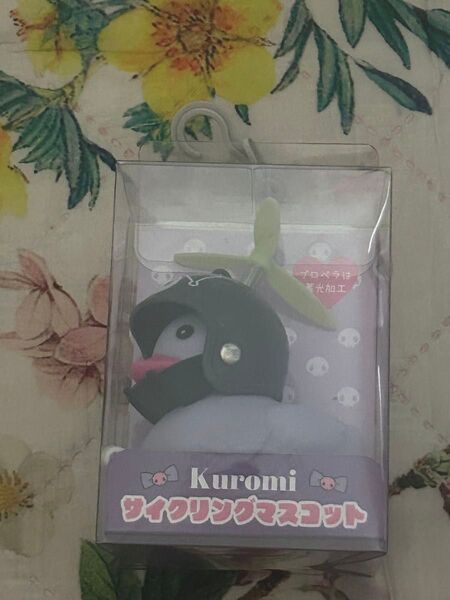 プロペラは
蓄光加工
Kuromi
サイクリングマスコット